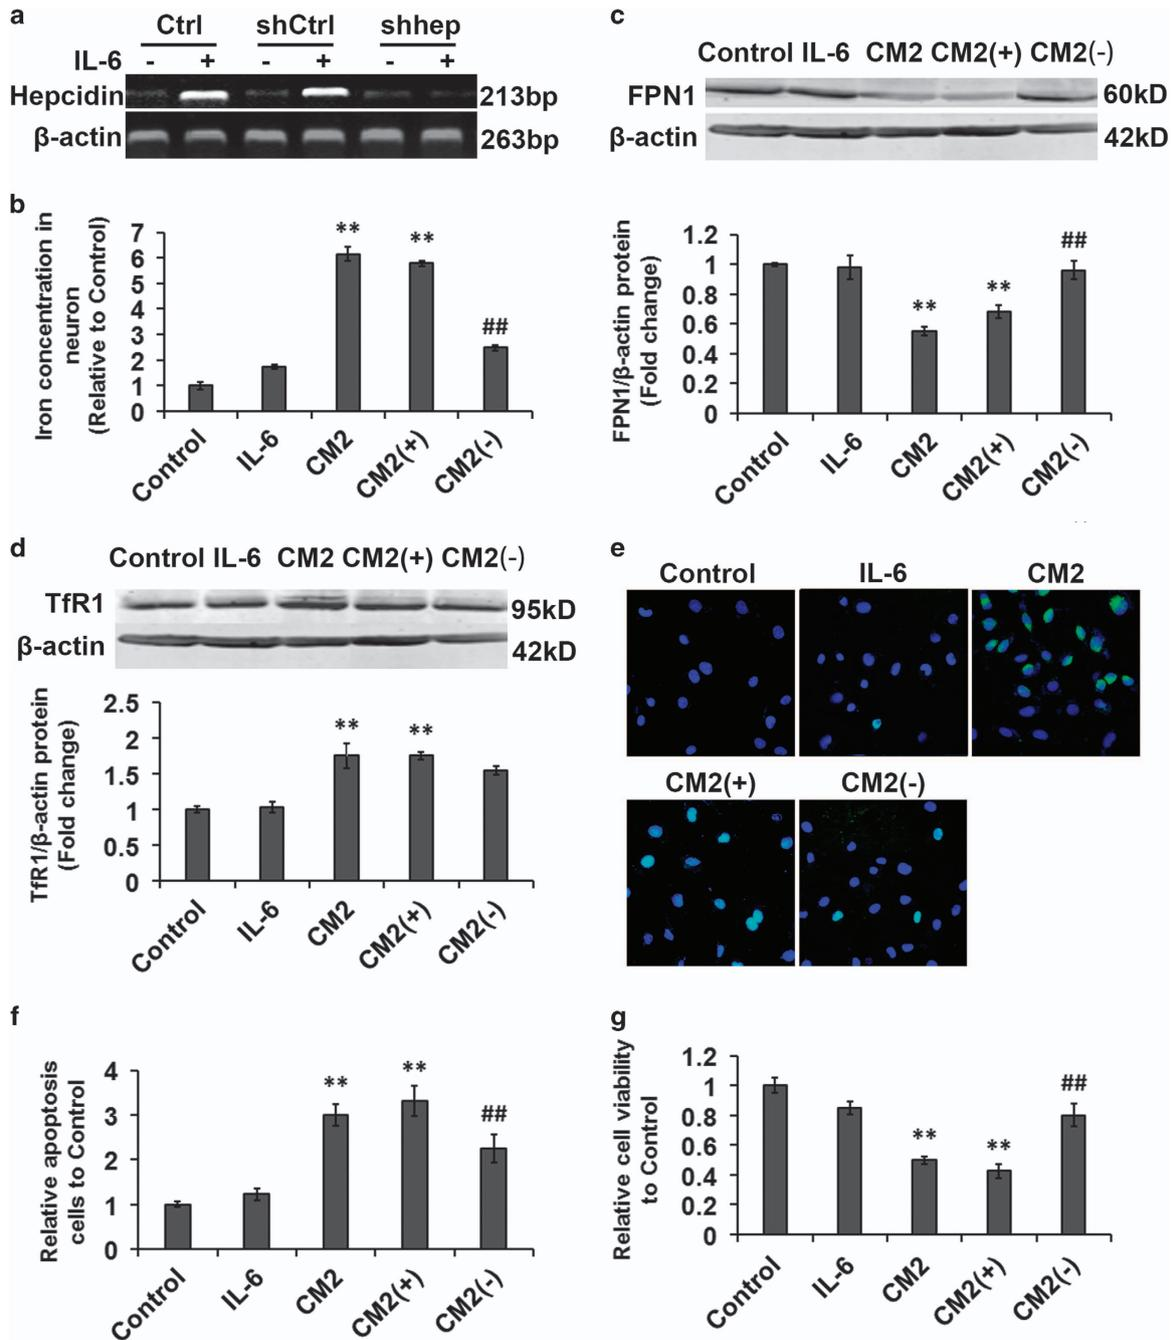 a
Ctrl shCtrl shhep
IL-6 - + - + - +
Hepcidin 213bp
β-actin 263bp
b
Iron concentration in
neuron
(Relative to Control)
7
6
5
4
3
2
1
0
** ** ##
Control IL-6 CM2 CM2(+) CM2(-)
c
Control IL-6 CM2 CM2(+) CM2(-)
FPN1 60kD
β-actin 42kD
FPN1/β-actin protein
(Fold change)
1.2
1
0.8
0.6
0.4
0.2
0
** ** ##
Control IL-6 CM2 CM2(+) CM2(-)
d
Control IL-6 CM2 CM2(+) CM2(-)
TfR1 95kD
β-actin 42kD
TfR1/β-actin protein
(Fold change)
2.5
2
1.5
1
0.5
0
** **
Control IL-6 CM2 CM2(+) CM2(-)
e
Control IL-6 CM2
CM2(+) CM2(-)
f
Relative apoptosis
cells to Control
4
3
2
1
0
** ** ##
Control IL-6 CM2 CM2(+) CM2(-)
g
Relative cell viability
to Control
1.2
1
0.8
0.6
0.4
0.2
0
** ** ##
Control IL-6 CM2 CM2(+) CM2(-)